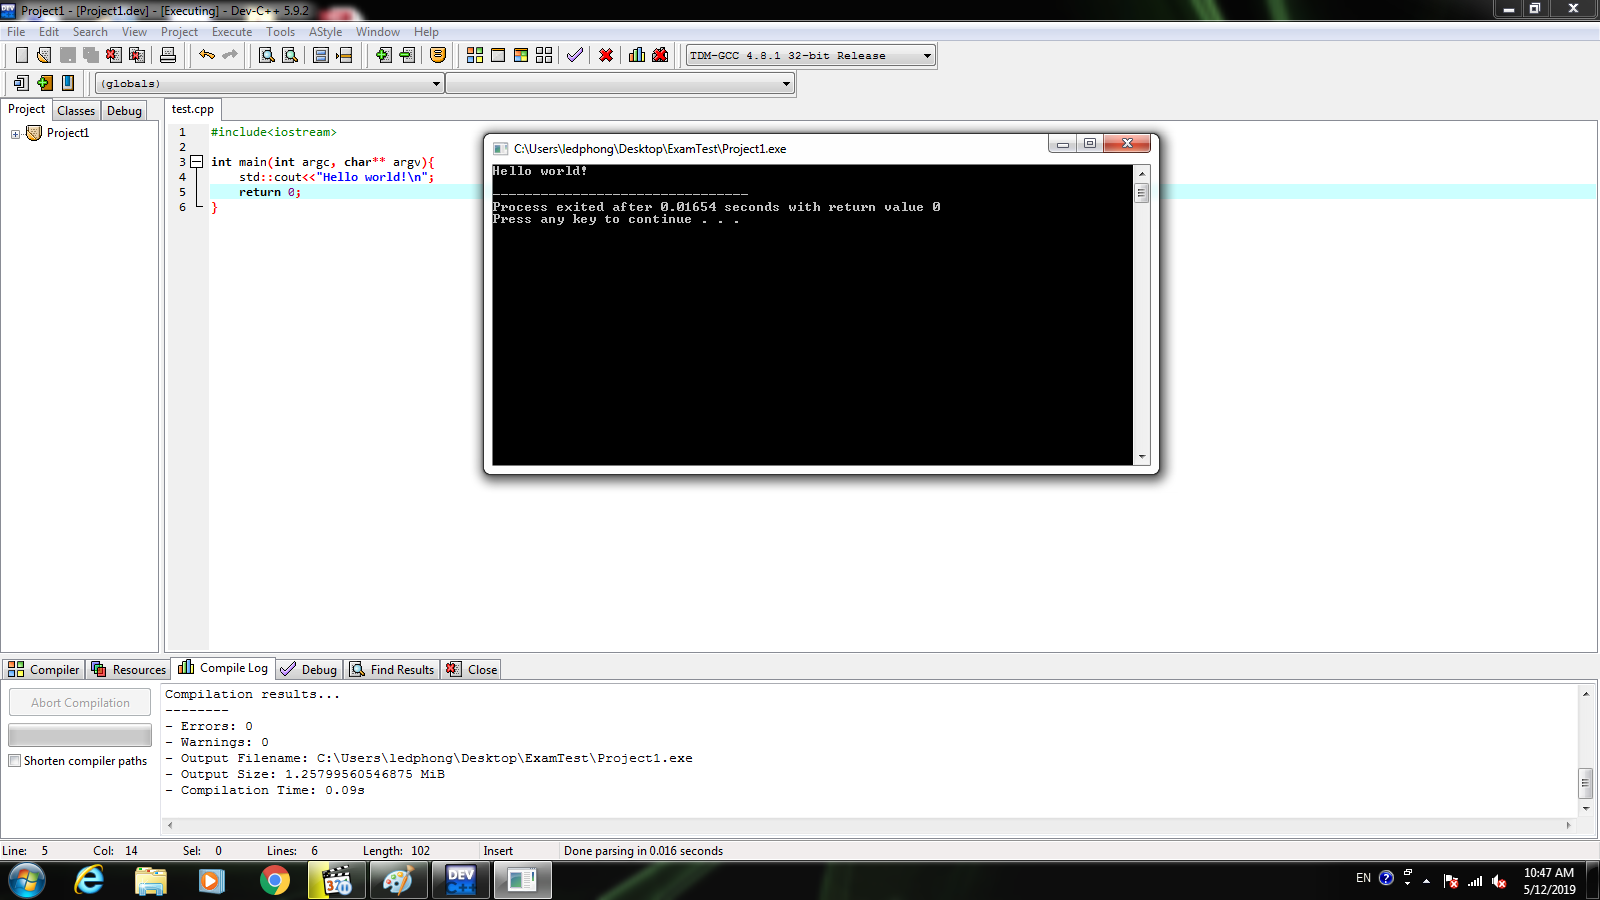 Project1 - [Project1.dev] - [Executing] - Dev-C++ 5.9.2
File Edit Search View Project Execute Tools AStyle Window Help
TDM-GCC 4.8.1 32-bit Release
(globals)
Project Classes Debug
test.cpp
Project1
1 #include<iostream>
2
3 int main(int argc, char** argv){
4 std::cout<<"Hello world!\n";
5 return 0;
6 }
C:\Users\ledphong\Desktop\ExamTest\Project1.exe
Hello world!
--------------------------------
Process exited after 0.01654 seconds with return value 0
Press any key to continue . . .
Compiler Resources Compile Log Debug Find Results Close
Abort Compilation
Shorten compiler paths
Compilation results...
--------
- Errors: 0
- Warnings: 0
- Output Filename: C:\Users\ledphong\Desktop\ExamTest\Project1.exe
- Output Size: 1.25799560546875 MiB
- Compilation Time: 0.09s
Line: 5 Col: 14 Sel: 0 Lines: 6 Length: 102 Insert Done parsing in 0.016 seconds
DEV
C++
EN
10:47 AM
5/12/2019